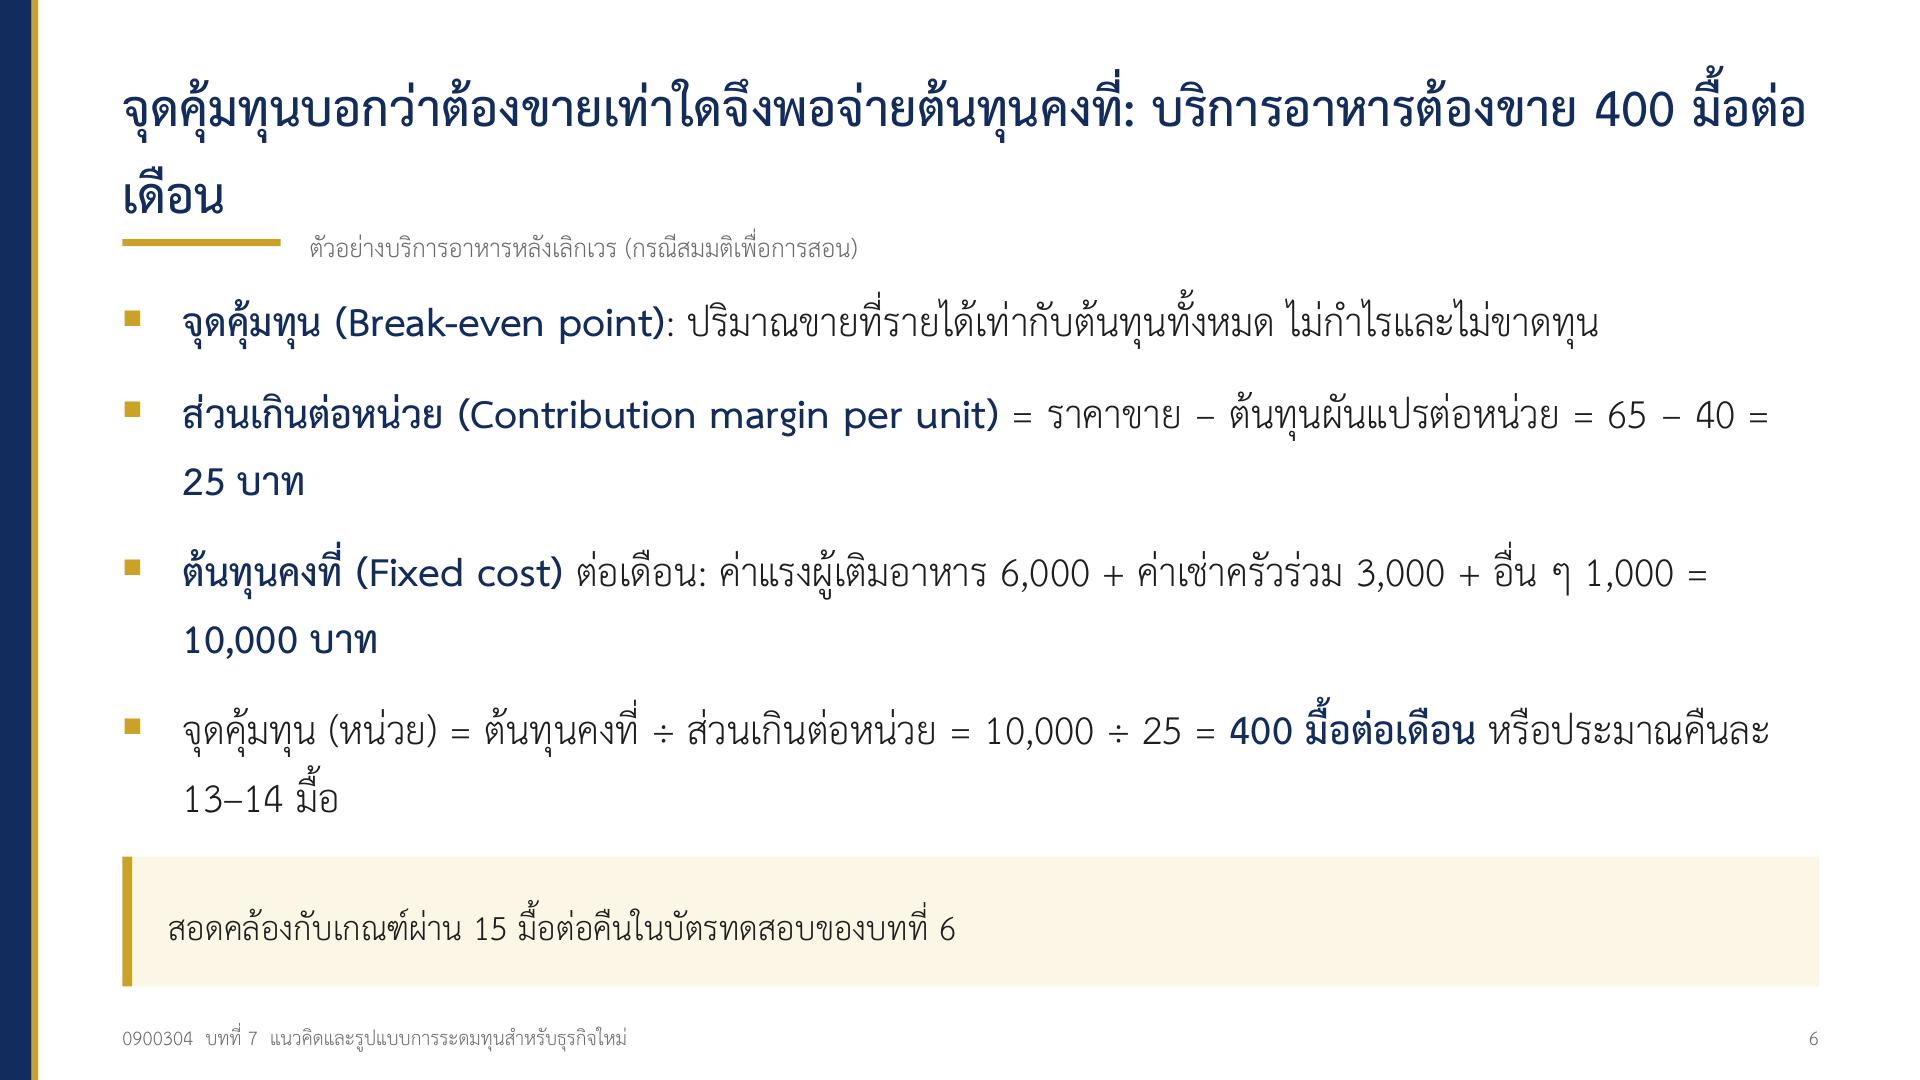 จุดคุ้มทุนบอกว่าต้องขายเท่าใดจึงพอจ่ายต้นทุนคงที่: บริการอาหารต้องขาย 400 มื้อต่อ
เดือน
ตัวอย่างบริการอาหารหลังเลิกเวร (กรณีสมมติเพื่อการสอน)
■ จุดคุ้มทุน (Break-even point): ปริมาณขายที่รายได้เท่ากับต้นทุนทั้งหมด ไม่กำไรและไม่ขาดทุน
■ ส่วนเกินต่อหน่วย (Contribution margin per unit) = ราคาขาย – ต้นทุนผันแปรต่อหน่วย = 65 – 40 =
25 บาท
■ ต้นทุนคงที่ (Fixed cost) ต่อเดือน: ค่าแรงผู้เติมอาหาร 6,000 + ค่าเช่าครัวร่วม 3,000 + อื่น ๆ 1,000 =
10,000 บาท
■ จุดคุ้มทุน (หน่วย) = ต้นทุนคงที่ ÷ ส่วนเกินต่อหน่วย = 10,000 ÷ 25 = 400 มื้อต่อเดือน หรือประมาณคืนละ
13–14 มื้อ
สอดคล้องกับเกณฑ์ผ่าน 15 มื้อต่อคืนในบัตรทดสอบของบทที่ 6
0900304 บทที่ 7 แนวคิดและรูปแบบการระดมทุนสำหรับธุรกิจใหม่
6